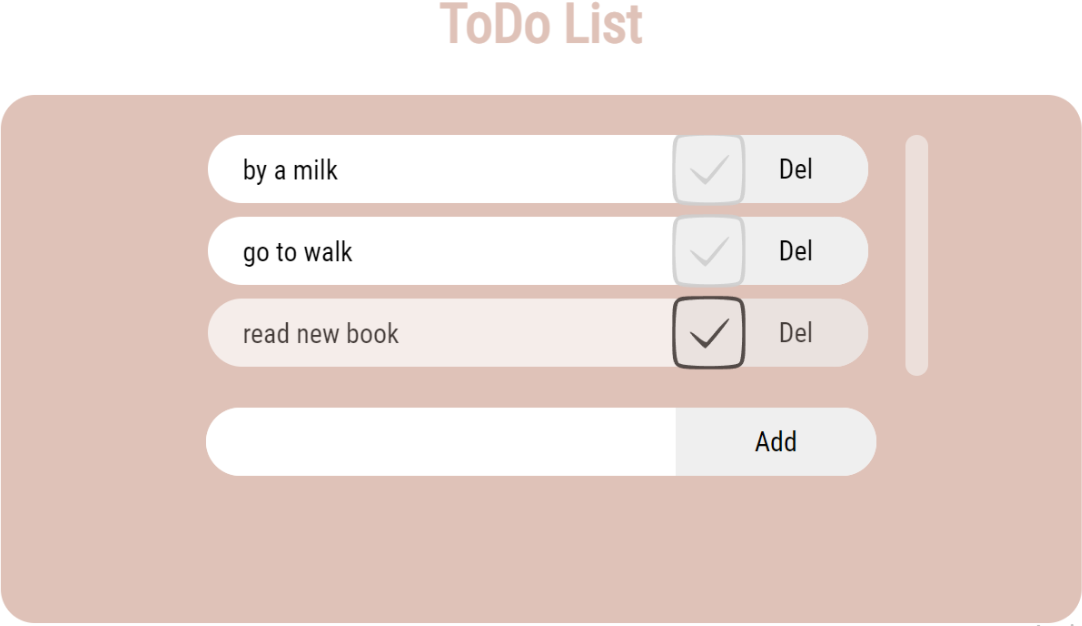 ToDo List
by a milk Del
go to walk Del
read new book Del
Add